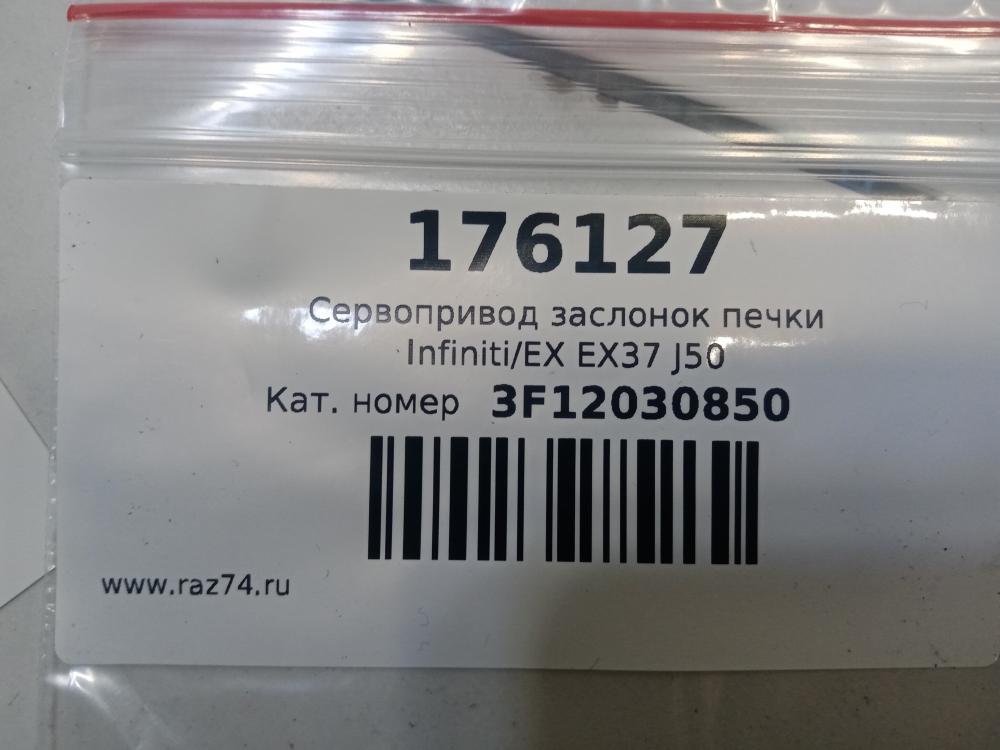 176127
Сервопривод заслонок печки
Infiniti/EX EX37 J50
Кат. номер 3F12030850
www.raz74.ru